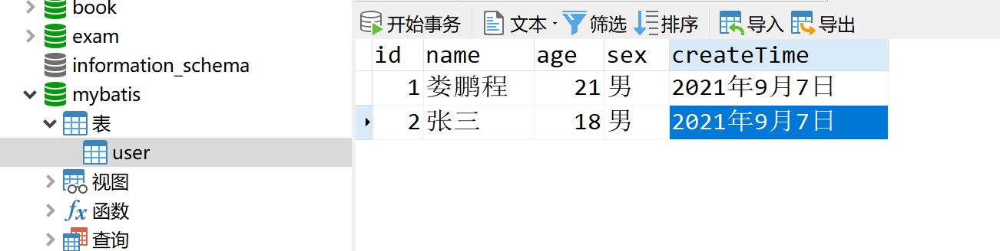 book
exam
information_schema
mybatis
表
user
视图
fx 函数
查询
开始事务 文本 筛选 排序 导入 导出
id name age sex createTime
1 娄鹏程 21 男 2021年9月7日
2 张三 18 男 2021年9月7日